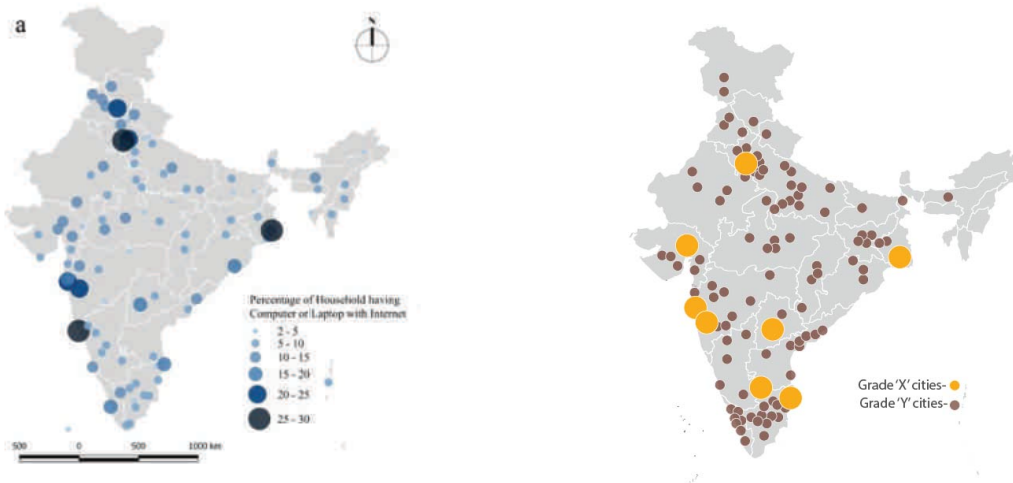 a
N
Percentage of Household having
Computer or Laptop with Internet
2 - 5
5 - 10
10 - 15
15 - 20
20 - 25
25 - 30
500 0 500 1000 km
Grade 'X' cities-
Grade 'Y' cities-